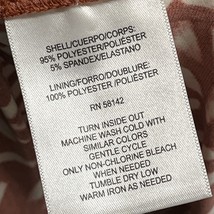 SHELL/CUERPO/CORPS:
95% POLYESTER/POLIÉSTER
5% SPANDEX/ELASTANO
LINING/FORRO/DOUBLURE:
100% POLYESTER/POLIÉSTER
RN 56142
TURN INSIDE OUT
MACHINE WASH COLD WITH
SIMILAR COLORS
GENTLE CYCLE
ONLY NON-CHLORINE BLEACH
WHEN NEEDED
TUMBLE DRY LOW
WARM IRON AS NEEDED